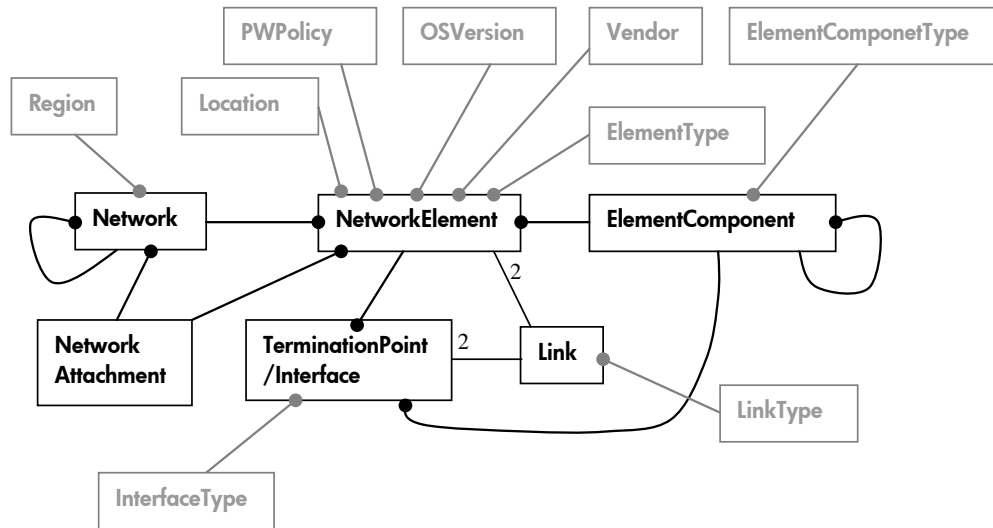 PWPolicy
OSVersion
Vendor
ElementComponetType
Region
Location
ElementType
Network
NetworkElement
ElementComponent
2
Network
Attachment
TerminationPoint
/Interface
2
Link
LinkType
InterfaceType